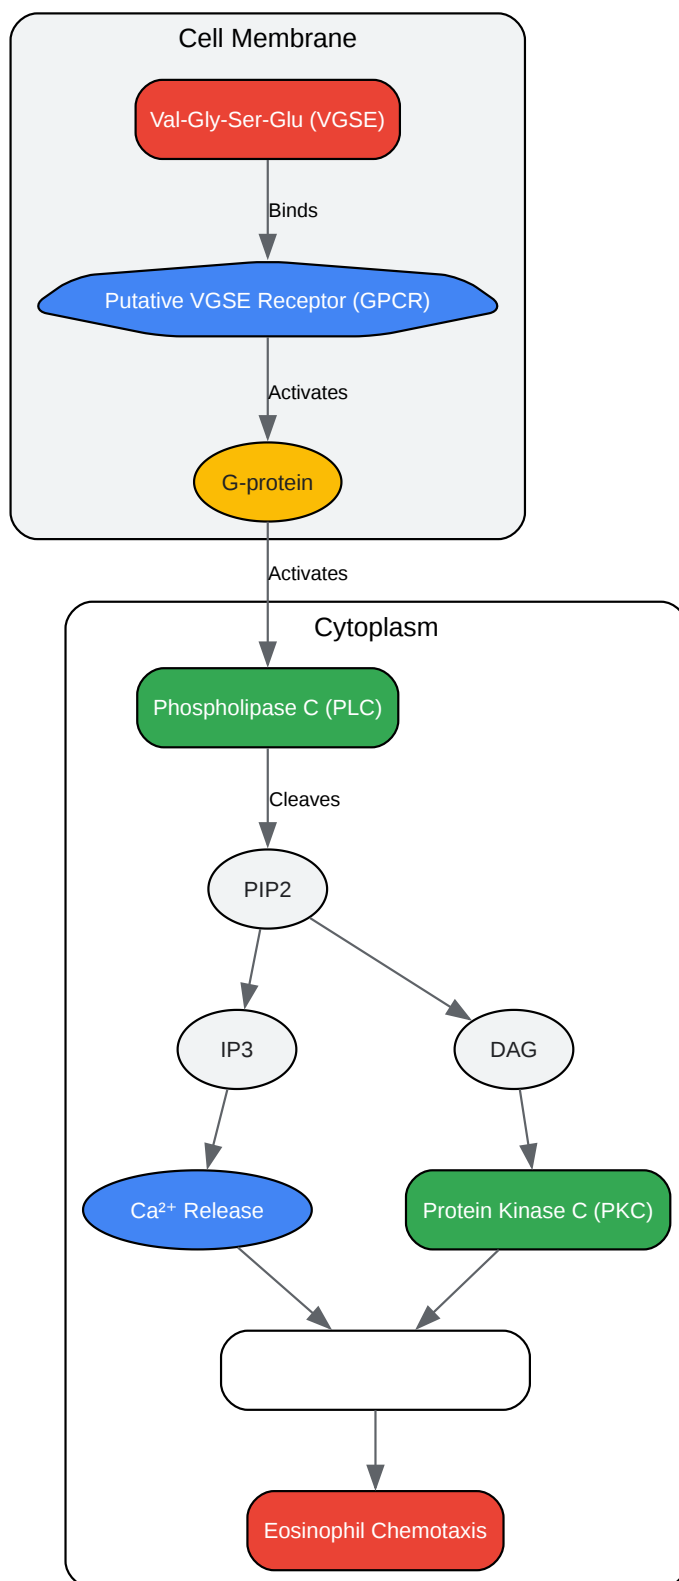 Cell Membrane
Val-Gly-Ser-Glu (VGSE)
Binds
Putative VGSE Receptor (GPCR)
Activates
G-protein
Activates
Cytoplasm
Phospholipase C (PLC)
Cleaves
PIP2
IP3
DAG
Ca²⁺ Release
Protein Kinase C (PKC)
Eosinophil Chemotaxis